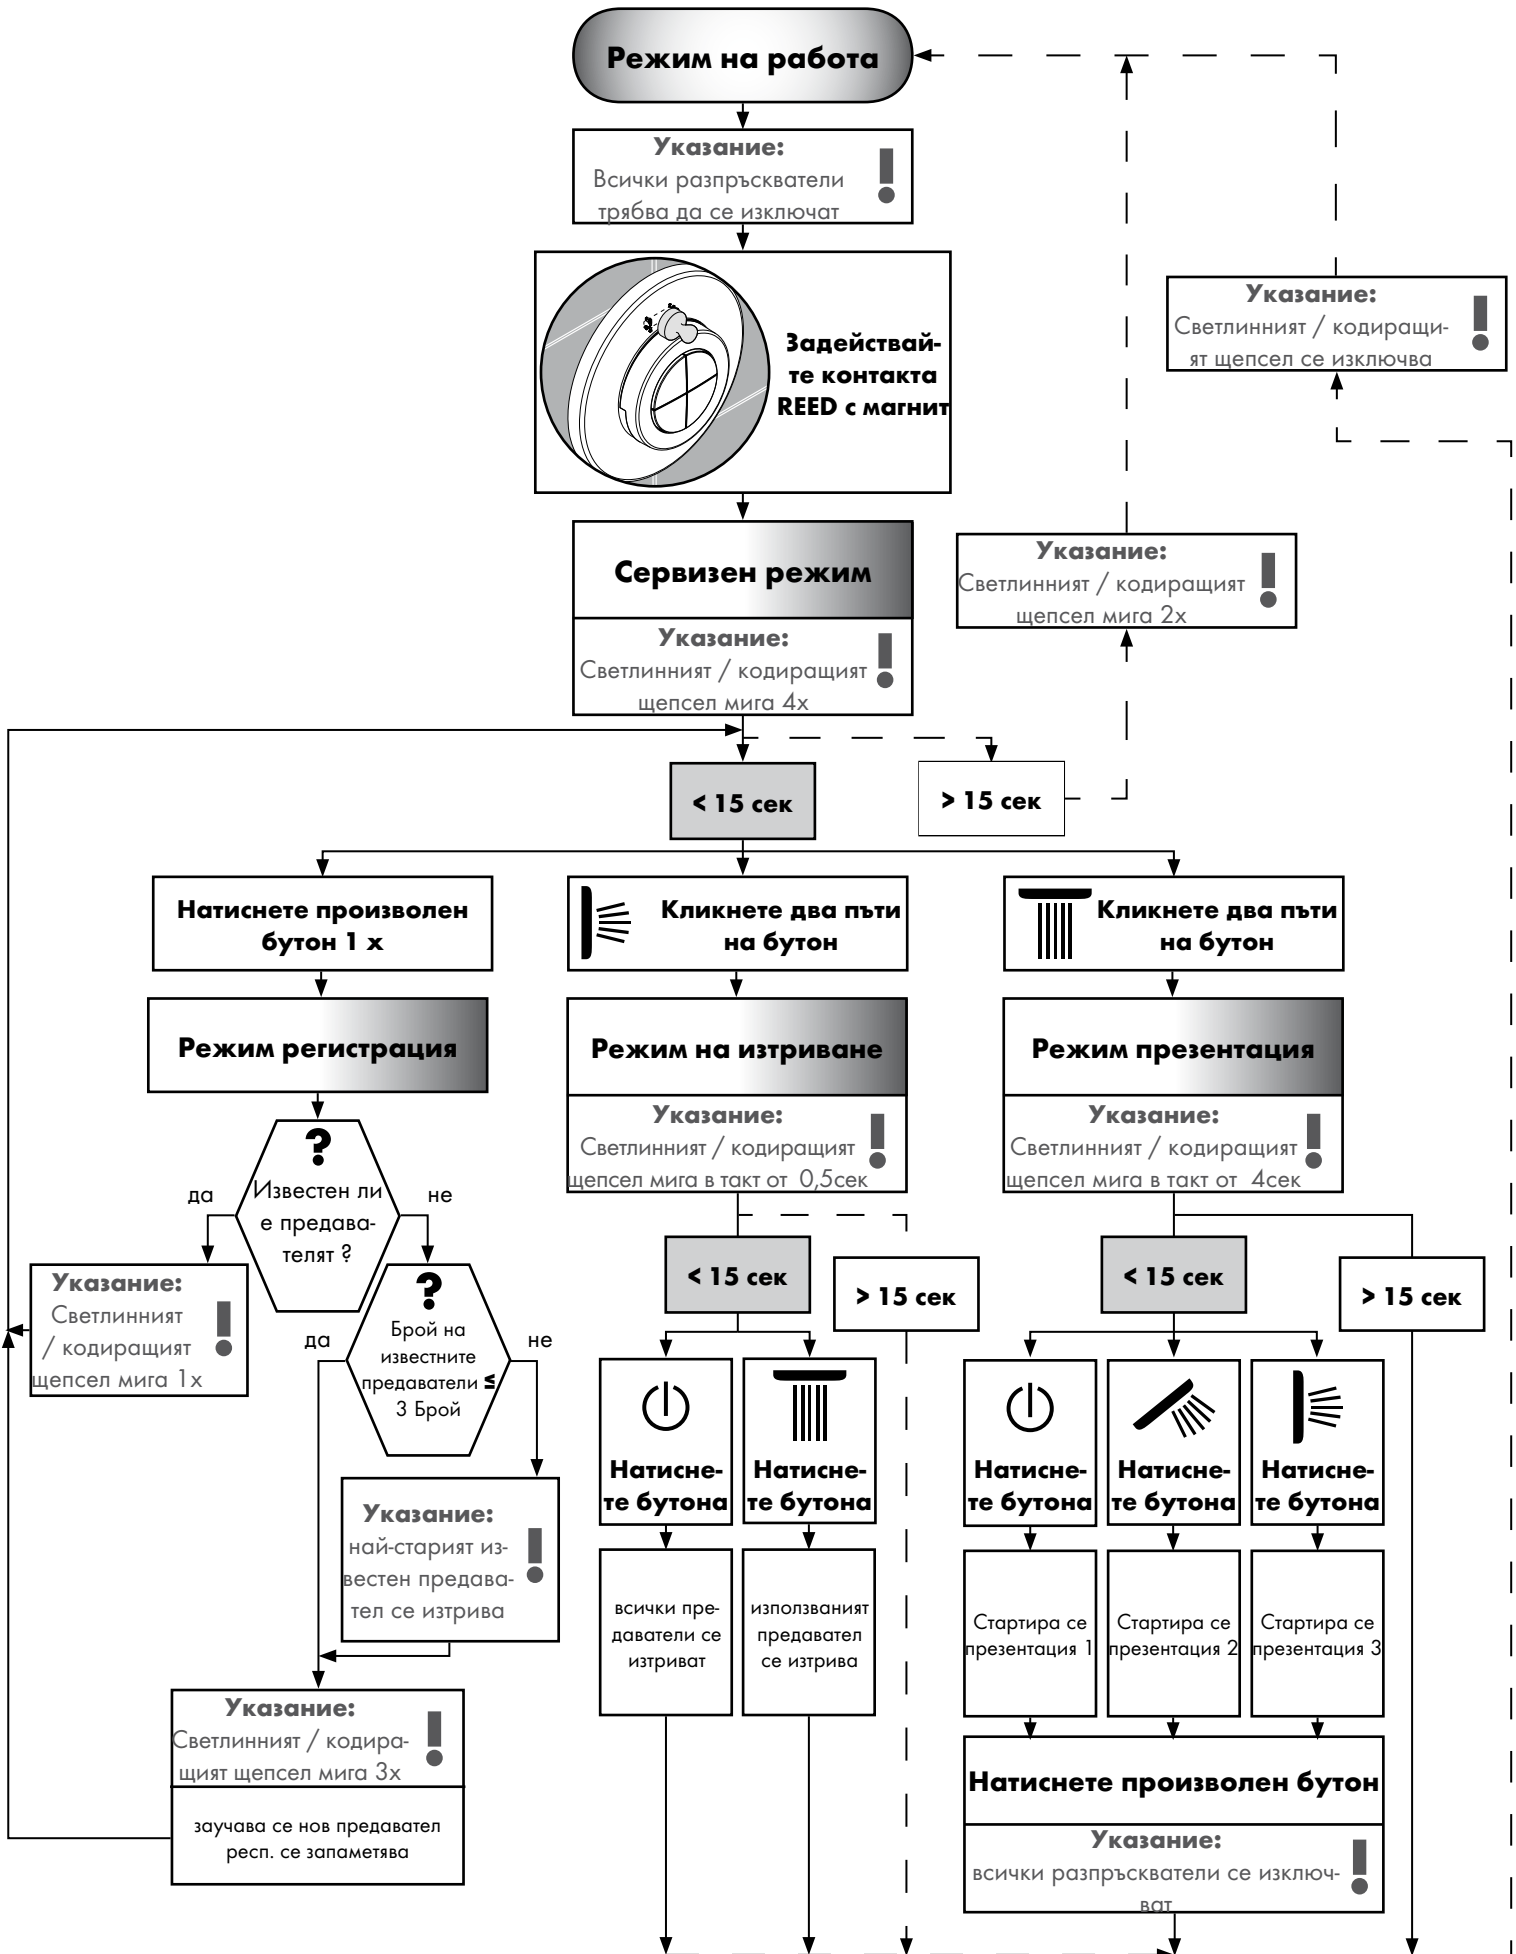 Режим на работа
Указание:
Всички разпръскватели
трябва да се изключат
Задействай-
те контакта
REED с магнит
Указание:
Светлинният / кодиращи-
ят щепсел се изключва
Сервизен режим
Указание:
Светлинният / кодиращият
щепсел мига 4x
Указание:
Светлинният / кодиращият
щепсел мига 2x
< 15 сек
> 15 сек
Натиснете произволен
бутон 1 x
Кликнете два пъти
на бутон
Кликнете два пъти
на бутон
Режим регистрация
Режим на изтриване
Указание:
Светлинният / кодиращият
щепсел мига в такт от 0,5сек
Режим презентация
Указание:
Светлинният / кодиращият
щепсел мига в такт от 4сек
?
Известен ли
е предава-
телят ?
да
не
Указание:
Светлинният
/ кодиращият
щепсел мига 1x
?
Брой на
известните
предаватели ≤
3 Брой
да
не
Указание:
най-старият из-
вестен предава-
тел се изтрива
Указание:
Светлинният / кодира-
щият щепсел мига 3x
заучава се нов предавател
респ. се запаметява
< 15 сек
> 15 сек
Натисне-
те бутона
Натисне-
те бутона
всички пре-
даватели се
изтриват
използваният
предавател
се изтрива
< 15 сек
> 15 сек
Натисне-
те бутона
Натисне-
те бутона
Натисне-
те бутона
Стартира се
презентация 1
Стартира се
презентация 2
Стартира се
презентация 3
Натиснете произволен бутон
Указание:
всички разпръскватели се изключ-
ват